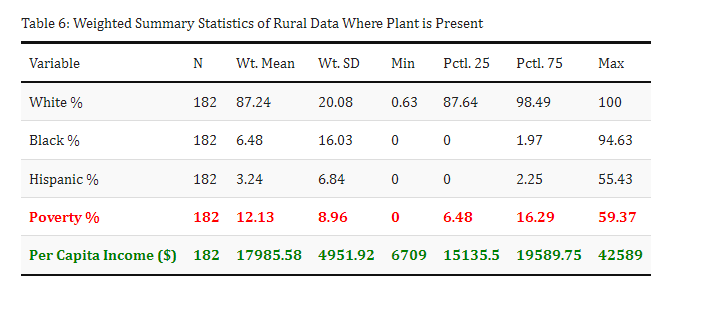 Table 6: Weighted Summary Statistics of Rural Data Where Plant is Present
Variable N Wt. Mean Wt. SD Min Pctl. 25 Pctl. 75 Max
White % 182 87.24 20.08 0.63 87.64 98.49 100
Black % 182 6.48 16.03 0 0 1.97 94.63
Hispanic % 182 3.24 6.84 0 0 2.25 55.43
Poverty % 182 12.13 8.96 0 6.48 16.29 59.37
Per Capita Income ($) 182 17985.58 4951.92 6709 15135.5 19589.75 42589